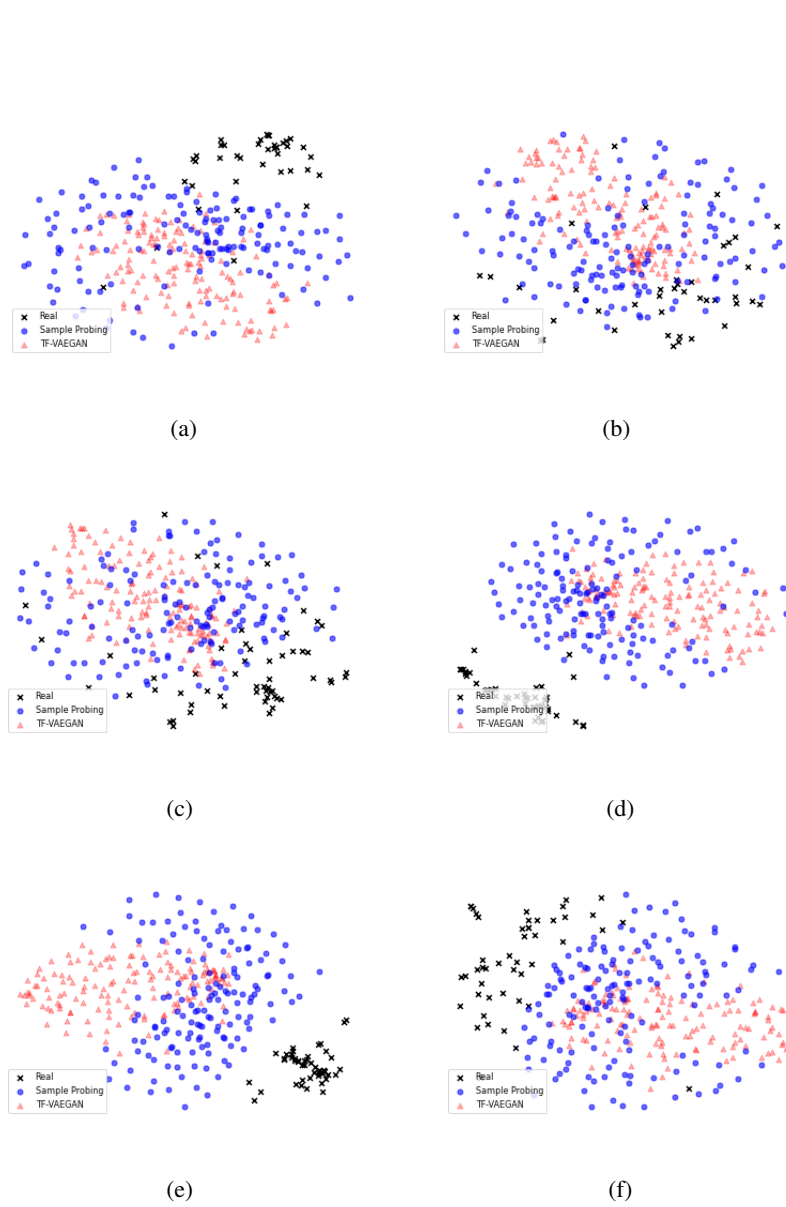 Real
Sample Probing
TF-VAEGAN
(a)
Real
Sample Probing
TF-VAEGAN
(b)
Real
Sample Probing
TF-VAEGAN
(c)
Real
Sample Probing
TF-VAEGAN
(d)
Real
Sample Probing
TF-VAEGAN
(e)
Real
Sample Probing
TF-VAEGAN
(f)